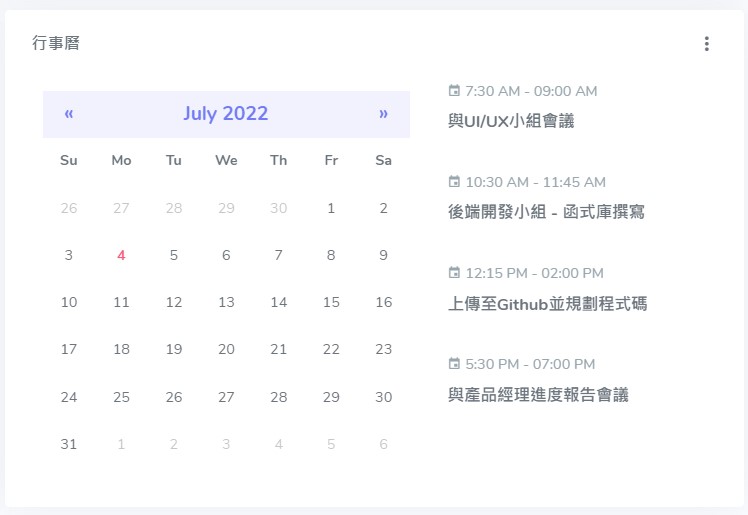 行事曆
« July 2022 »
Su Mo Tu We Th Fr Sa
26 27 28 29 30 1 2
3 4 5 6 7 8 9
10 11 12 13 14 15 16
17 18 19 20 21 22 23
24 25 26 27 28 29 30
31 1 2 3 4 5 6
7:30 AM - 09:00 AM
與UI/UX小組會議
10:30 AM - 11:45 AM
後端開發小組 - 函式庫撰寫
12:15 PM - 02:00 PM
上傳至Github並規劃程式碼
5:30 PM - 07:00 PM
與產品經理進度報告會議